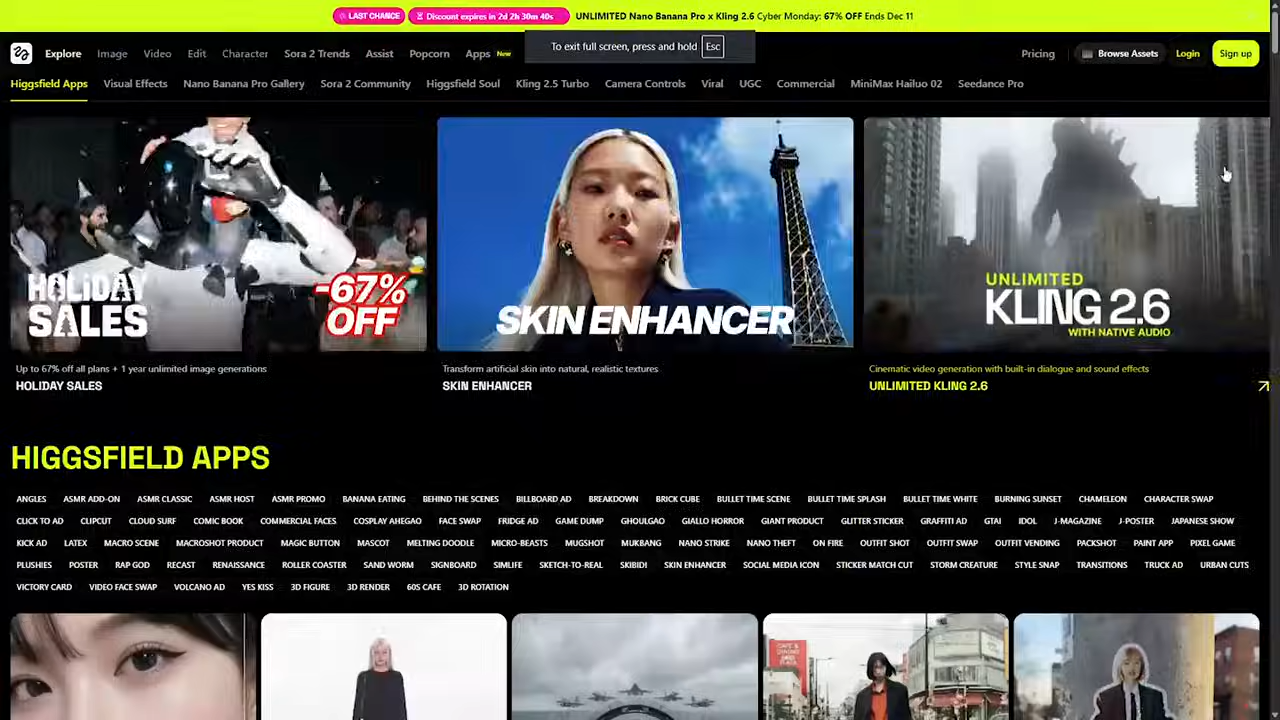 LAST CHANCE Discount expires in 2d 2h 30m 40s UNLIMITED Nano Banana Pro x Kling 2.6 Cyber Monday: 67% OFF Ends Dec 11
To exit full screen, press and hold Esc
Explore Image Video Edit Character Sora 2 Trends Assist Popcorn Apps New Pricing Browse Assets Login Sign up
Higgsfield Apps Visual Effects Nano Banana Pro Gallery Sora 2 Community Higgsfield Soul Kling 2.5 Turbo Camera Controls Viral UGC Commercial MiniMax Hailuo 02 Seedance Pro
HOLiDAY
SALES
-67%
OFF
SKIN ENHANCER
UNLIMITED
KLING 2.6
WITH NATIVE AUDIO
Up to 67% off all plans + 1 year unlimited image generations
HOLIDAY SALES
Transform artificial skin into natural, realistic textures
SKIN ENHANCER
Cinematic video generation with built-in dialogue and sound effects
UNLIMITED KLING 2.6
HIGGSFIELD APPS
ANGLES ASMR ADD-ON ASMR CLASSIC ASMR HOST ASMR PROMO BANANA EATING BEHIND THE SCENES BILLBOARD AD BREAKDOWN BRICK CUBE BULLET TIME SCENE BULLET TIME SPLASH BULLET TIME WHITE BURNING SUNSET CHAMELEON CHARACTER SWAP
CLICK TO AD CLIPCUT CLOUD SURF COMIC BOOK COMMERCIAL FACES COSPLAY AHEGAO FACE SWAP FRIDGE AD GAME DUMP GHOULGAO GIALLO HORROR GIANT PRODUCT GLITTER STICKER GRAFFITI AD GTAI IDOL J-MAGAZINE J-POSTER JAPANESE SHOW
KICK AD LATEX MACRO SCENE MACROSHOT PRODUCT MAGIC BUTTON MASCOT MELTING DOODLE MICRO-BEASTS MUGSHOT MUKBANG NANO STRIKE NANO THEFT ON FIRE OUTFIT SHOT OUTFIT SWAP OUTFIT VENDING PACKSHOT PAINT APP PIXEL GAME
PLUSHIES POSTER RAP GOD RECAST RENAISSANCE ROLLER COASTER SAND WORM SIGNBOARD SIMLIFE SKETCH-TO-REAL SKIBIDI SKIN ENHANCER SOCIAL MEDIA ICON STICKER MATCH CUT STORM CREATURE STYLE SNAP TRANSITIONS TRUCK AD URBAN CUTS
VICTORY CARD VIDEO FACE SWAP VOLCANO AD YES KISS 3D FIGURE 3D RENDER 60S CAFE 3D ROTATION